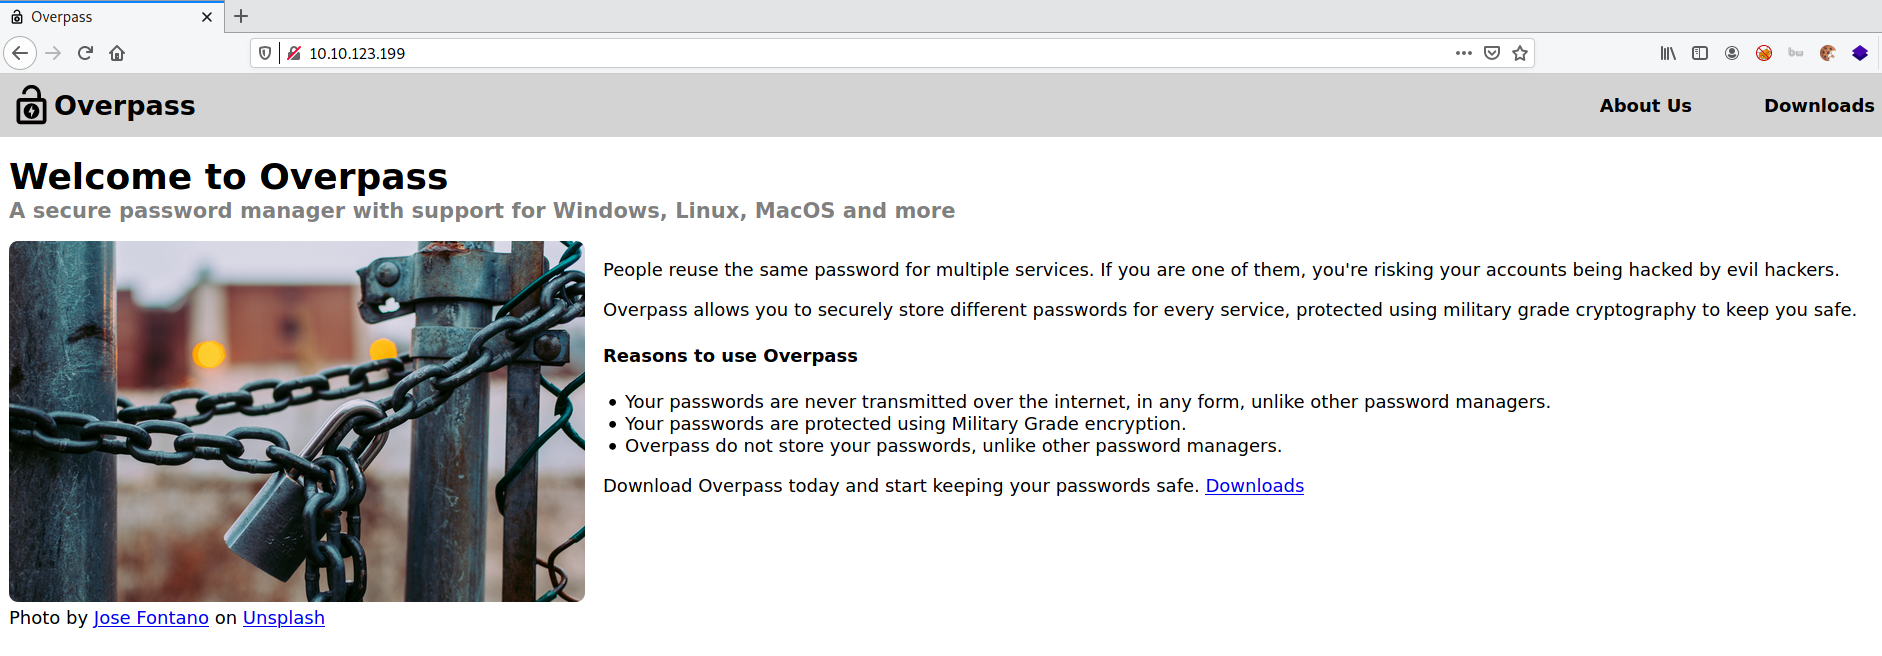 Overpass
10.10.123.199
Overpass
About Us
Downloads
Welcome to Overpass
A secure password manager with support for Windows, Linux, MacOS and more
People reuse the same password for multiple services. If you are one of them, you're risking your accounts being hacked by evil hackers.
Overpass allows you to securely store different passwords for every service, protected using military grade cryptography to keep you safe.
Reasons to use Overpass
Your passwords are never transmitted over the internet, in any form, unlike other password managers.
Your passwords are protected using Military Grade encryption.
Overpass do not store your passwords, unlike other password managers.
Download Overpass today and start keeping your passwords safe. Downloads
Photo by Jose Fontano on Unsplash